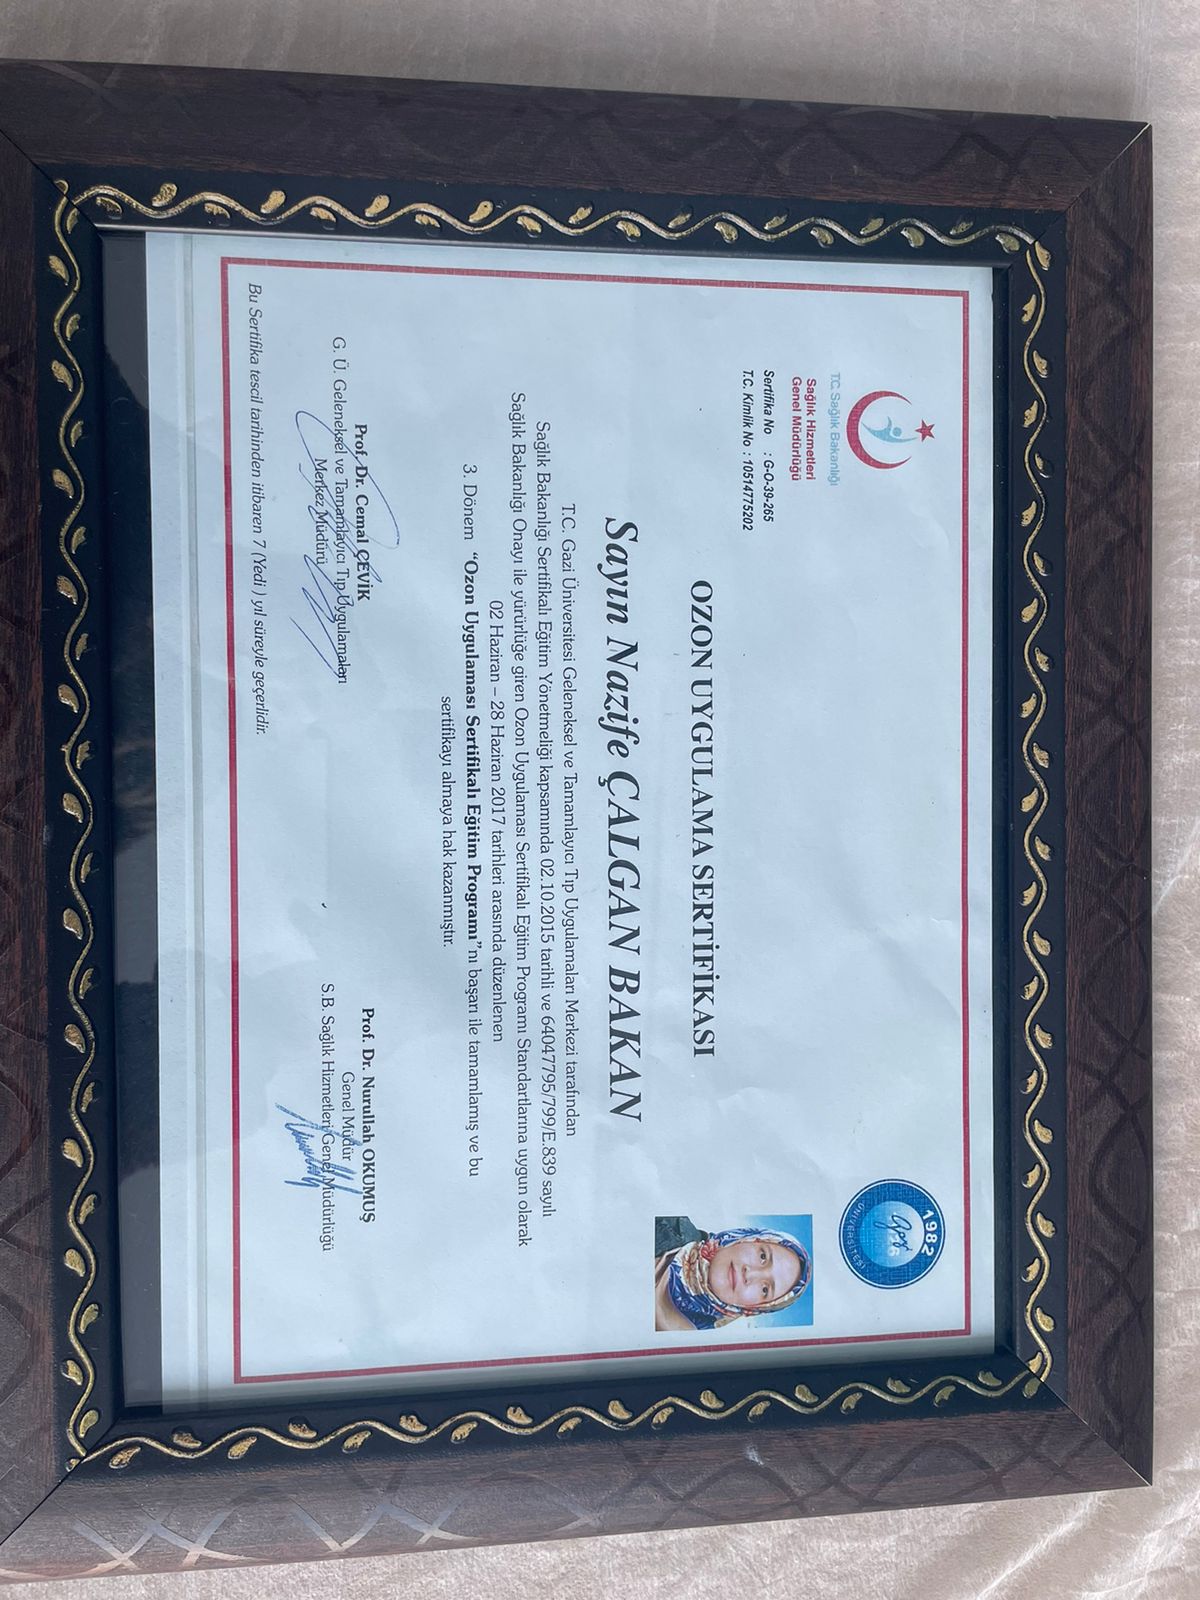 T.C. Sağlık Bakanlığı
Sağlık Hizmetleri
Genel Müdürlüğü
Sertifika No : G-O-39-265
T.C. Kimlik No : 10514775202
1982
ÜNİVERSİTESİ
OZON UYGULAMA SERTİFİKASI
Sayın Nazife ÇALGAN BAKAN
T.C. Gazi Üniversitesi Geleneksel ve Tamamlayıcı Tıp Uygulamaları Merkezi tarafından
Sağlık Bakanlığı Sertifikalı Eğitim Yönetmeliği kapsamında 02.10.2015 tarihli ve 64047795/799/E.839 sayılı
Sağlık Bakanlığı Onayı ile yürürlüğe giren Ozon Uygulaması Sertifikalı Eğitim Programı Standartlarına uygun olarak
02 Haziran – 28 Haziran 2017 tarihleri arasında düzenlenen
3. Dönem “Ozon Uygulaması Sertifikalı Eğitim Programı”nı başarı ile tamamlamış ve bu
sertifikayı almaya hak kazanmıştır.
Prof. Dr. Cemal ÇEVİK
G. Ü. Geleneksel ve Tamamlayıcı Tıp Uygulamaları
Merkez Müdürü
Prof. Dr. Nurullah OKUMUŞ
Genel Müdür
S.B. Sağlık Hizmetleri Genel Müdürlüğü
Bu Sertifika tescil tarihinden itibaren 7 (Yedi ) yıl süreyle geçerlidir.